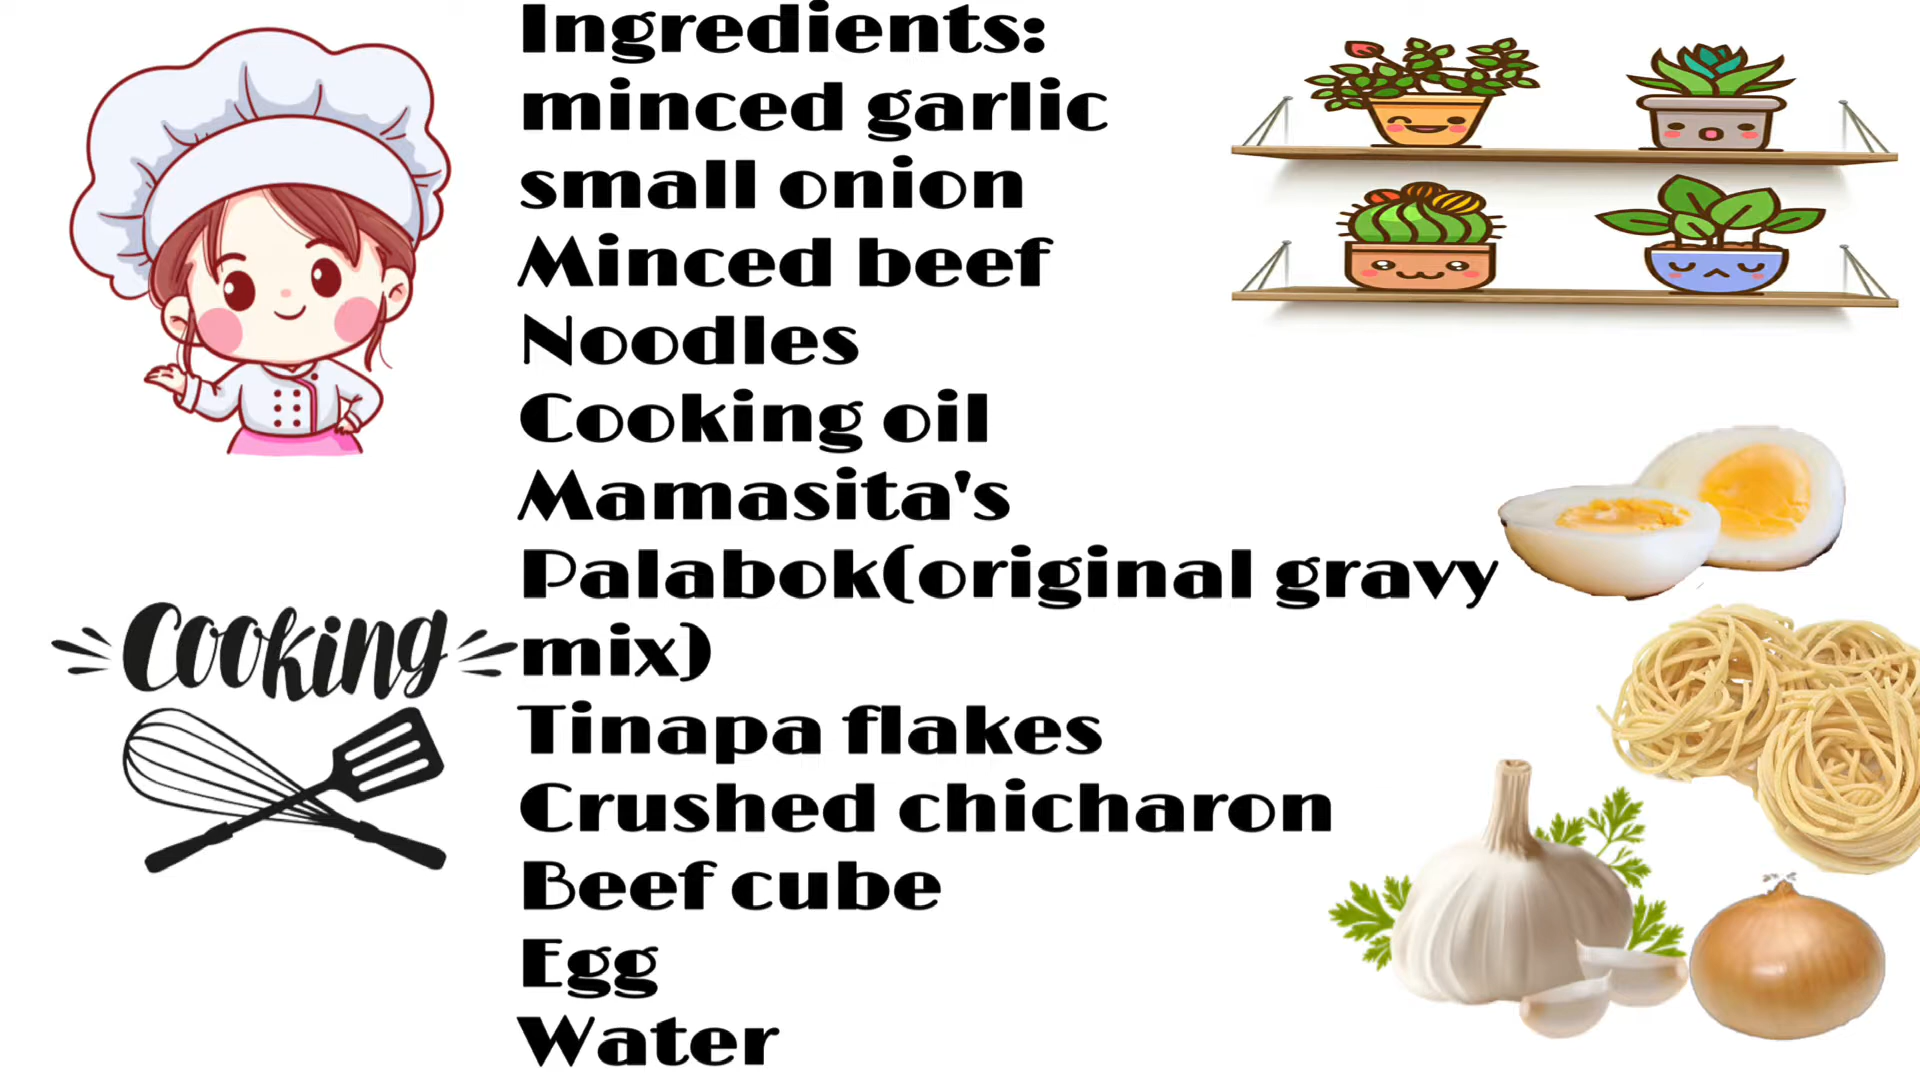 Ingredients:
minced garlic
small onion
Minced beef
Noodles
Cooking oil
Mamasita's
Palabok(original gravy
mix)
Tinapa flakes
Crushed chicharon
Beef cube
Egg
Water
Cooking